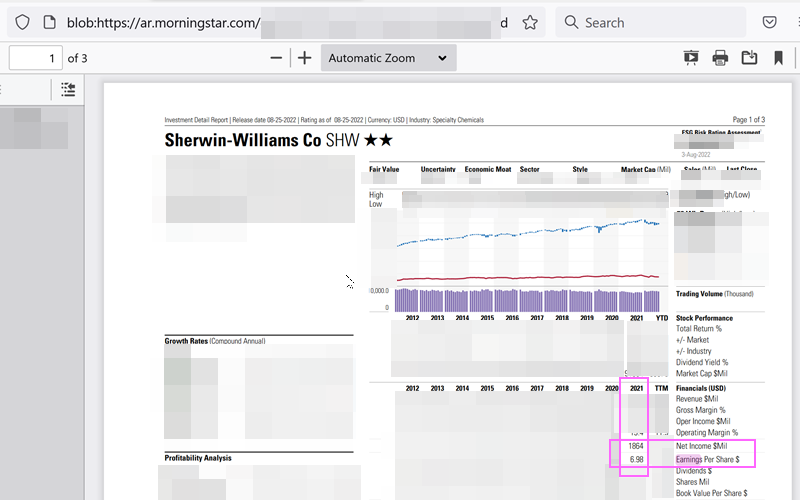 blob:https://ar.morningstar.com/
d
Search
1 of 3
Automatic Zoom
Investment Detail Report | Release date 08-25-2022 | Rating as of 08-25-2022 | Currency: USD | Industry: Specialty Chemicals
Page 1 of 3
Sherwin-Williams Co SHW ★★
ESG Risk Rating Assessment
3-Aug-2022
Fair Value Uncertainty Economic Moat Sector Style Market Cap (Mil) Sales (Mil) Last Close
High
Low
gh/Low)
0,000.0
0
Trading Volume (Thousand)
2012 2013 2014 2015 2016 2017 2018 2019 2020 2021 YTD Stock Performance
Total Return %
+/- Market
+/- Industry
Dividend Yield %
Market Cap $Mil
Growth Rates (Compound Annual)
2012 2013 2014 2015 2016 2017 2018 2019 2020 2021 TTM Financials (USD)
Revenue $Mil
Gross Margin %
Oper Income $Mil
Operating Margin %
1864 Net Income $Mil
6.98 Earnings Per Share $
Dividends $
Shares Mil
Book Value Per Share $
Profitability Analysis